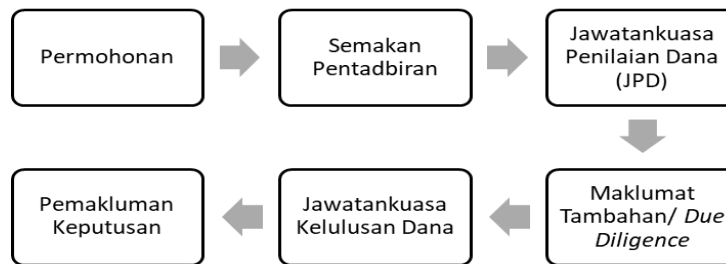 Permohonan
Semakan
Pentadbiran
Jawatankuasa
Penilaian Dana
(JPD)
Maklumat
Tambahan/ Due
Diligence
Jawatankuasa
Kelulusan Dana
Pemakluman
Keputusan